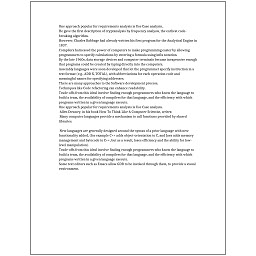 One approach popular for requirements analysis is Use Case analysis.
He gave the first description of cryptanalysis by frequency analysis, the earliest code
breaking algorithm.
However, Charles Babbage had already written his first program for the Analytical Engine in
1837.
Compilers harnessed the power of computers to make programming easier by allowing
programmers to specify calculations by entering a formula using infix notation.
By the late 1960s, data storage devices and computer terminals became inexpensive enough
that programs could be created by typing directly into the computers.
Assembly languages were soon developed that let the programmer specify instruction in a
text format (e.g., ADD X, TOTAL), with abbreviations for each operation code and
meaningful names for specifying addresses.
There are many approaches to the Software development process.
Techniques like Code refactoring can enhance readability.
Trade-offs from this ideal involve finding enough programmers who know the language to
build a team, the availability of compilers for that language, and the efficiency with which
programs written in a given language execute.
One approach popular for requirements analysis is Use Case analysis.
Allen Downey, in his book How To Think Like A Computer Scientist, writes:
Many computer languages provide a mechanism to call functions provided by shared
libraries.
New languages are generally designed around the syntax of a prior language with new
functionality added, (for example C++ adds object-orientation to C, and Java adds memory
management and bytecode to C++, but as a result, loses efficiency and the ability for low-
level manipulation).
Trade-offs from this ideal involve finding enough programmers who know the language to
build a team, the availability of compilers for that language, and the efficiency with which
programs written in a given language execute.
Some text editors such as Emacs allow GDB to be invoked through them, to provide a visual
environment.